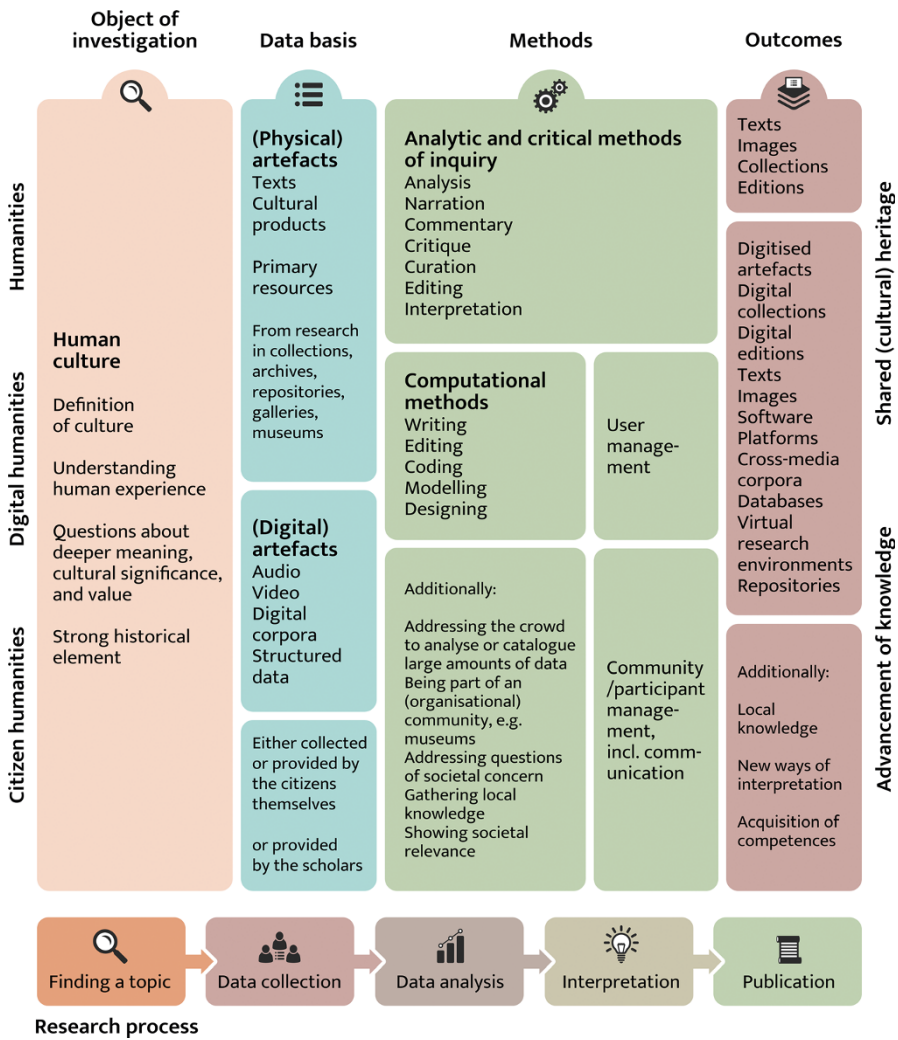 Object of
investigation
Data basis
Methods
Outcomes
Humanities
Digital humanities
Citizen humanities
Human
culture
Definition
of culture
Understanding
human experience
Questions about
deeper meaning,
cultural significance,
and value
Strong historical
element
(Physical)
artefacts
Texts
Cultural
products
Primary
resources
From research
in collections,
archives,
repositories,
galleries,
museums
(Digital)
artefacts
Audio
Video
Digital
corpora
Structured
data
Either collected
or provided by
the citizens
themselves
or provided
by the scholars
Analytic and critical methods
of inquiry
Analysis
Narration
Commentary
Critique
Curation
Editing
Interpretation
Computational
methods
Writing
Editing
Coding
Modelling
Designing
User
manage-
ment
Additionally:
Addressing the crowd
to analyse or catalogue
large amounts of data
Being part of an
(organisational)
community, e.g.
museums
Addressing questions
of societal concern
Gathering local
knowledge
Showing societal
relevance
Community
/participant
manage-
ment,
incl. comm-
unication
Texts
Images
Collections
Editions
Digitised
artefacts
Digital
collections
Digital
editions
Texts
Images
Software
Platforms
Cross-media
corpora
Databases
Virtual
research
environments
Repositories
Additionally:
Local
knowledge
New ways of
interpretation
Acquisition of
competences
Shared (cultural) heritage
Advancement of knowledge
Finding a topic
Data collection
Data analysis
Interpretation
Publication
Research process